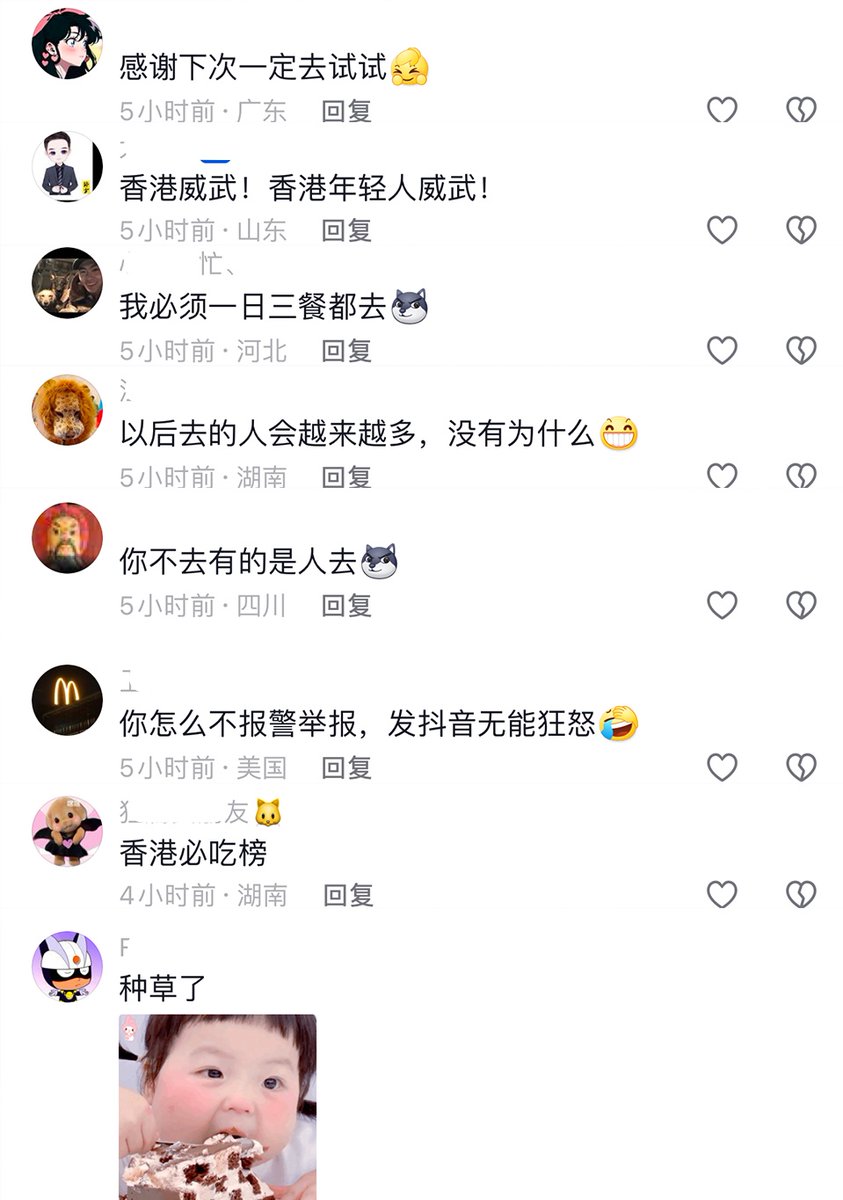 感谢下次一定去试试
5小时前·广东 回复
香港威武！香港年轻人威武！
5小时前·山东 回复
忙、
我必须一日三餐都去
5小时前·河北 回复
以后去的人会越来越多，没有为什么
5小时前·湖南 回复
你不去有的是人去
5小时前·四川 回复
你怎么不报警举报，发抖音无能狂怒
5小时前·美国 回复
友
香港必吃榜
4小时前·湖南 回复
F
种草了